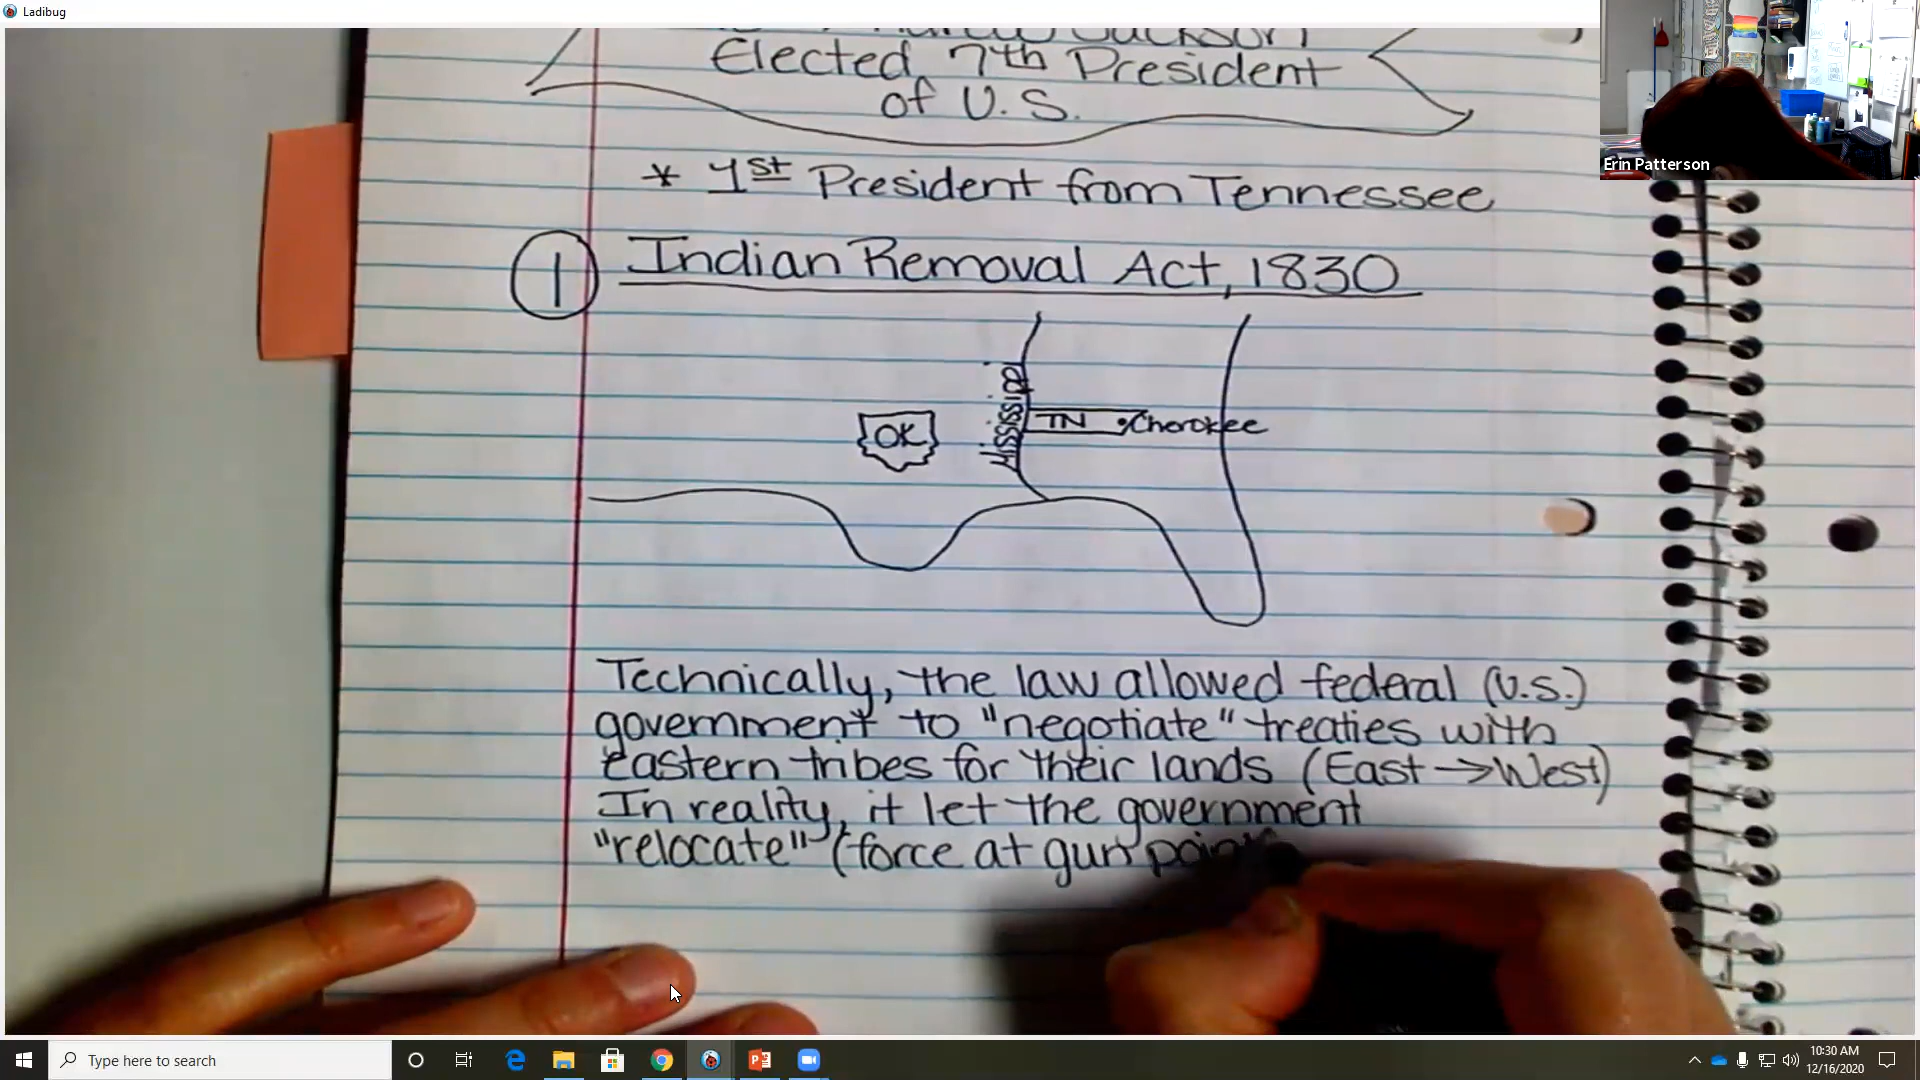 Ladibug
Andrew Jackson
Elected 7th President
of U.S.
Erin Patterson
* 1st President from Tennessee
1 Indian Removal Act, 1830
MISSISSIPPI
TN Cherokee
OK
Technically, the law allowed federal (U.S.)
government to "negotiate" treaties with
eastern tribes for their lands (East→West)
In reality, it let the government
"relocate" (force at gun point
Type here to search
10:30 AM
12/16/2020